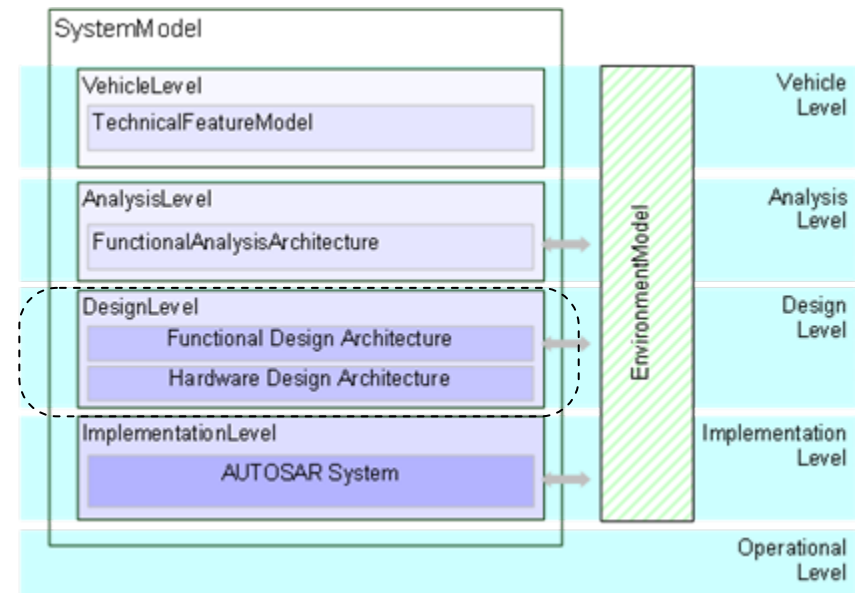 SystemModel
VehicleLevel
TechnicalFeatureModel
Vehicle
Level
AnalysisLevel
FunctionalAnalysisArchitecture
Analysis
Level
EnvironmentModel
DesignLevel
Functional Design Architecture
Hardware Design Architecture
Design
Level
ImplementationLevel
AUTOSAR System
Implementation
Level
Operational
Level